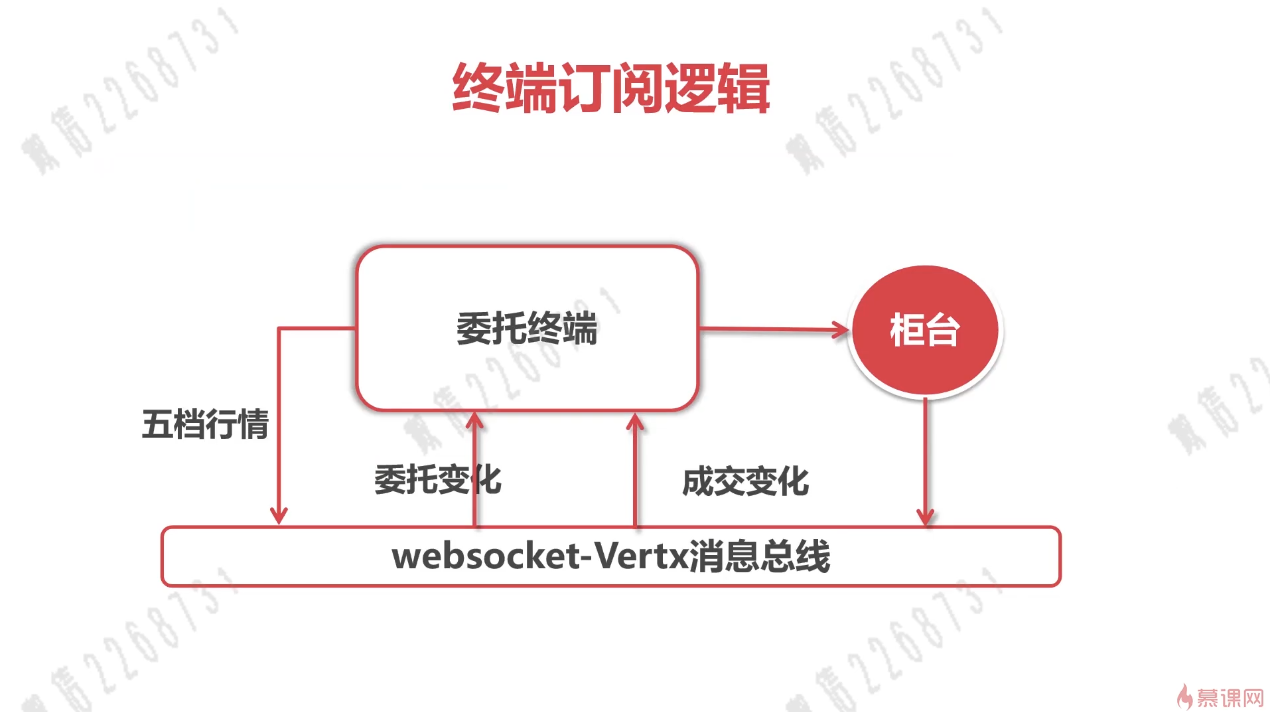 终端订阅逻辑
委托终端
柜台
五档行情
委托变化
成交变化
websocket-Vertx消息总线
慕课网